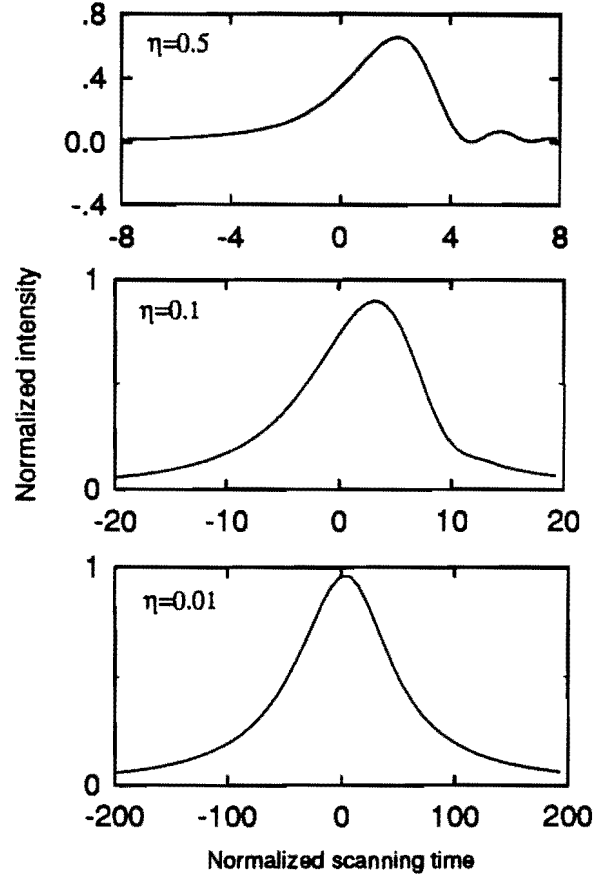 .8
η=0.5
.4
0.0
-.4
-8 -4 0 4 8
Normalized intensity
1
η=0.1
0
-20 -10 0 10 20
1
η=0.01
0
-200 -100 0 100 200
Normalized scanning time